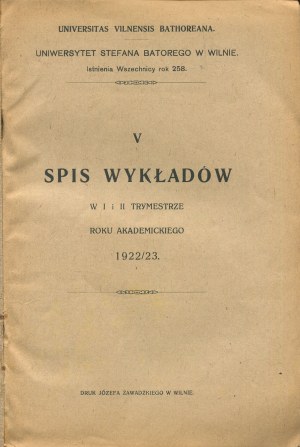 UNIVERSITAS VILNENSIS BATHOREANA.
UNIWERSYTET STEFANA BATOREGO W WILNIE.
Istnienia Wszechnicy rok 258.
V
SPIS WYKŁADÓW
W I i II TRYMESTRZE
ROKU AKADEMICKIEGO
1922/23.
DRUK JÓZEFA ZAWADZKIEGO W WILNIE.